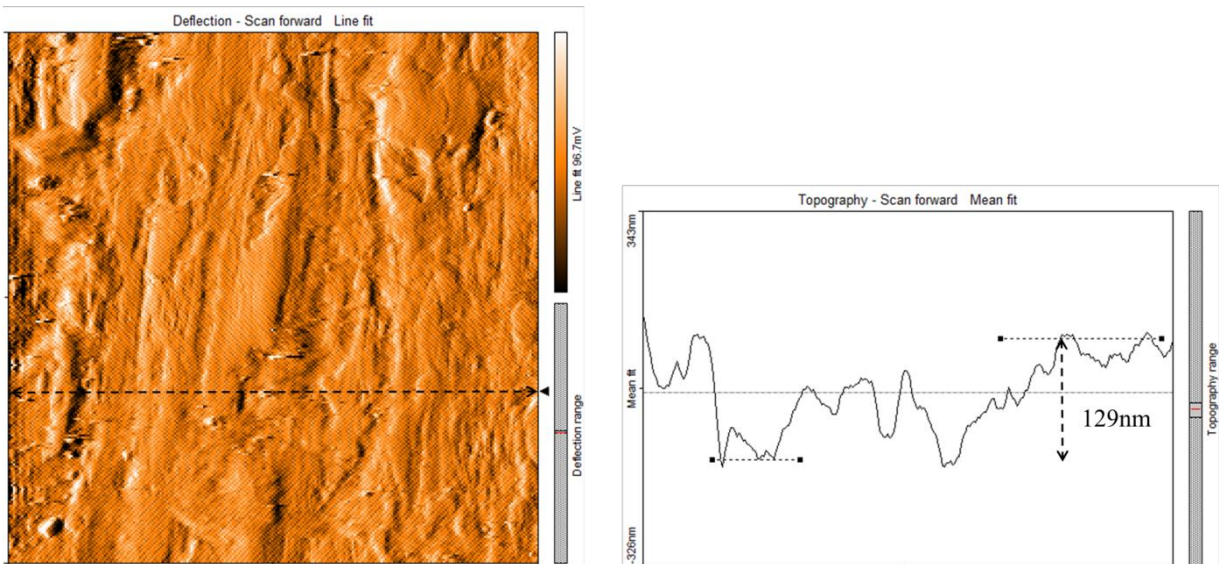 Deflection - Scan forward Line fit
Line fit 96.7mV
Deflection range
Topography - Scan forward Mean fit
343nm
Mean fit
-326nm
129nm
Topography range